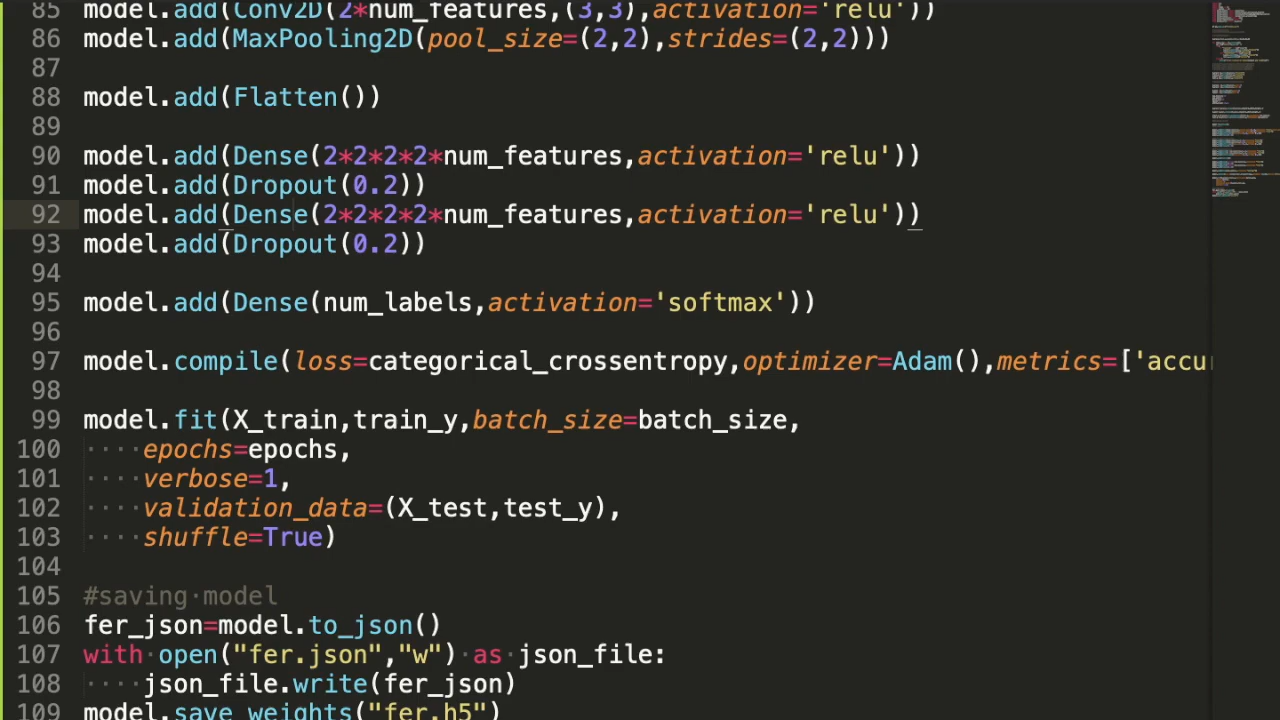 85 model.add(Conv2D(2*num_features,(3,3),activation='relu'))
86 model.add(MaxPooling2D(pool_size=(2,2),strides=(2,2)))
87
88 model.add(Flatten())
89
90 model.add(Dense(2*2*2*2*num_features,activation='relu'))
91 model.add(Dropout(0.2))
92 model.add(Dense(2*2*2*2*num_features,activation='relu'))
93 model.add(Dropout(0.2))
94
95 model.add(Dense(num_labels,activation='softmax'))
96
97 model.compile(loss=categorical_crossentropy,optimizer=Adam(),metrics=['accur
98
99 model.fit(X_train,train_y,batch_size=batch_size,
100 epochs=epochs,
101 verbose=1,
102 validation_data=(X_test,test_y),
103 shuffle=True)
104
105 #saving model
106 fer_json=model.to_json()
107 with open("fer.json","w") as json_file:
108 json_file.write(fer_json)
109 model.save_weights("fer.h5")